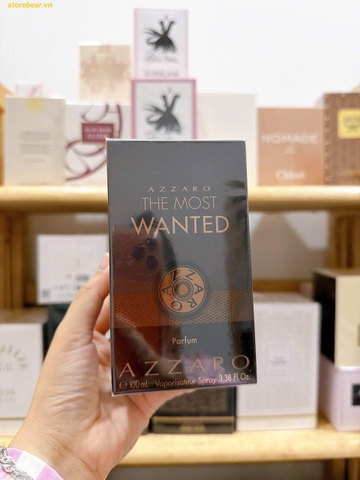 storebear.vn
AZZARO
THE MOST
WANTED
AZZARO
Parfum
AZZARO
℮ 100 mL Vaporisateur Spray 3.38 Fl. Oz.
NOMADE
Chloé